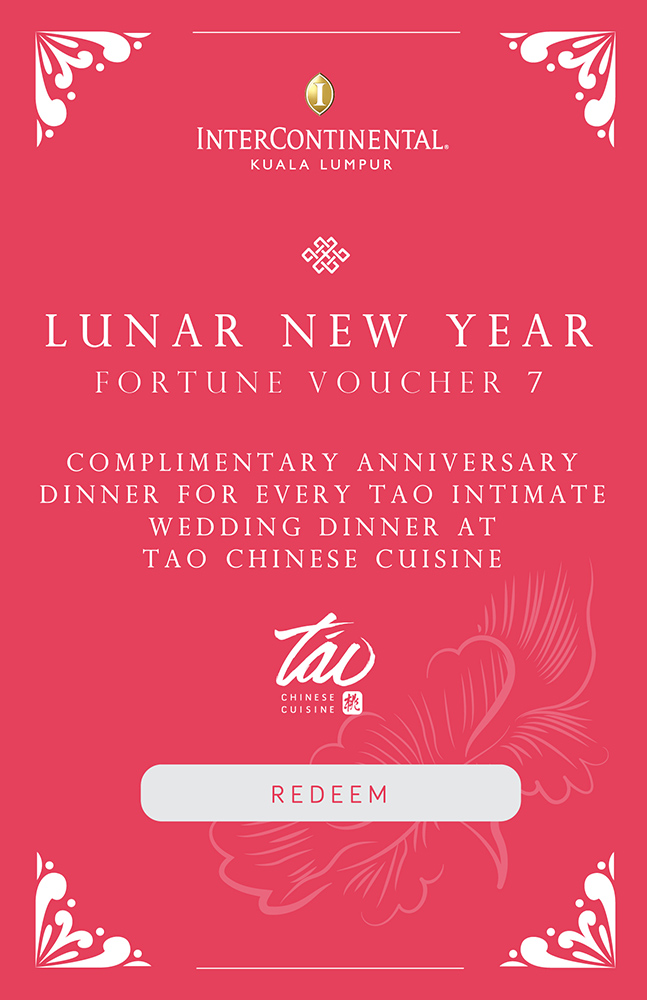 I
INTERCONTINENTAL®
KUALA LUMPUR
LUNAR NEW YEAR
FORTUNE VOUCHER 7
COMPLIMENTARY ANNIVERSARY
DINNER FOR EVERY TAO INTIMATE
WEDDING DINNER AT
TAO CHINESE CUISINE
táo
CHINESE
CUISINE 桃
REDEEM